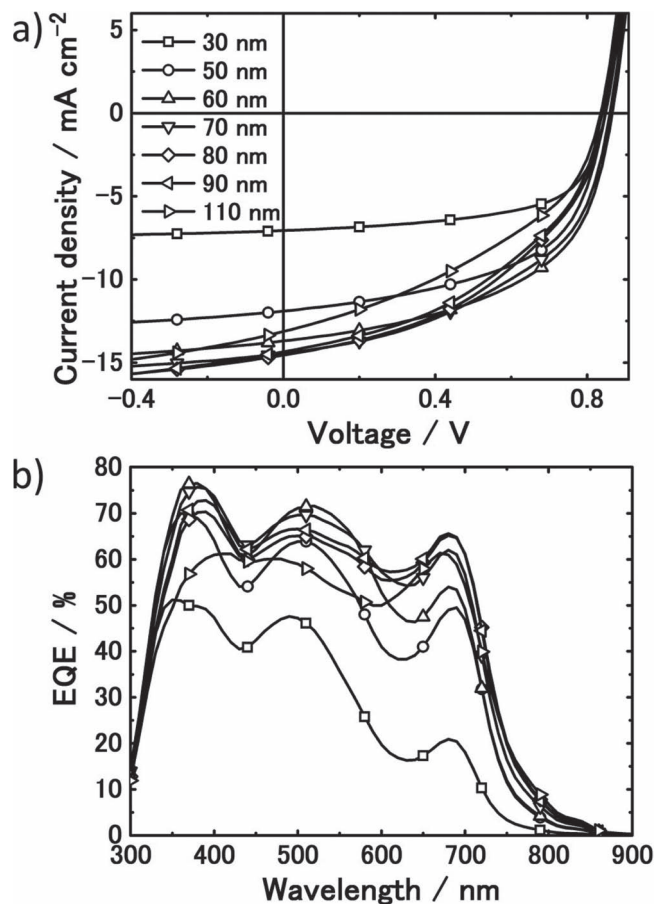 a)
Current density / mA cm⁻²
5
0
−5
−10
−15
30 nm
50 nm
60 nm
70 nm
80 nm
90 nm
110 nm
−0.4
0.0
0.4
0.8
Voltage / V
b)
EQE / %
80
70
60
50
40
30
20
10
0
300
400
500
600
700
800
900
Wavelength / nm